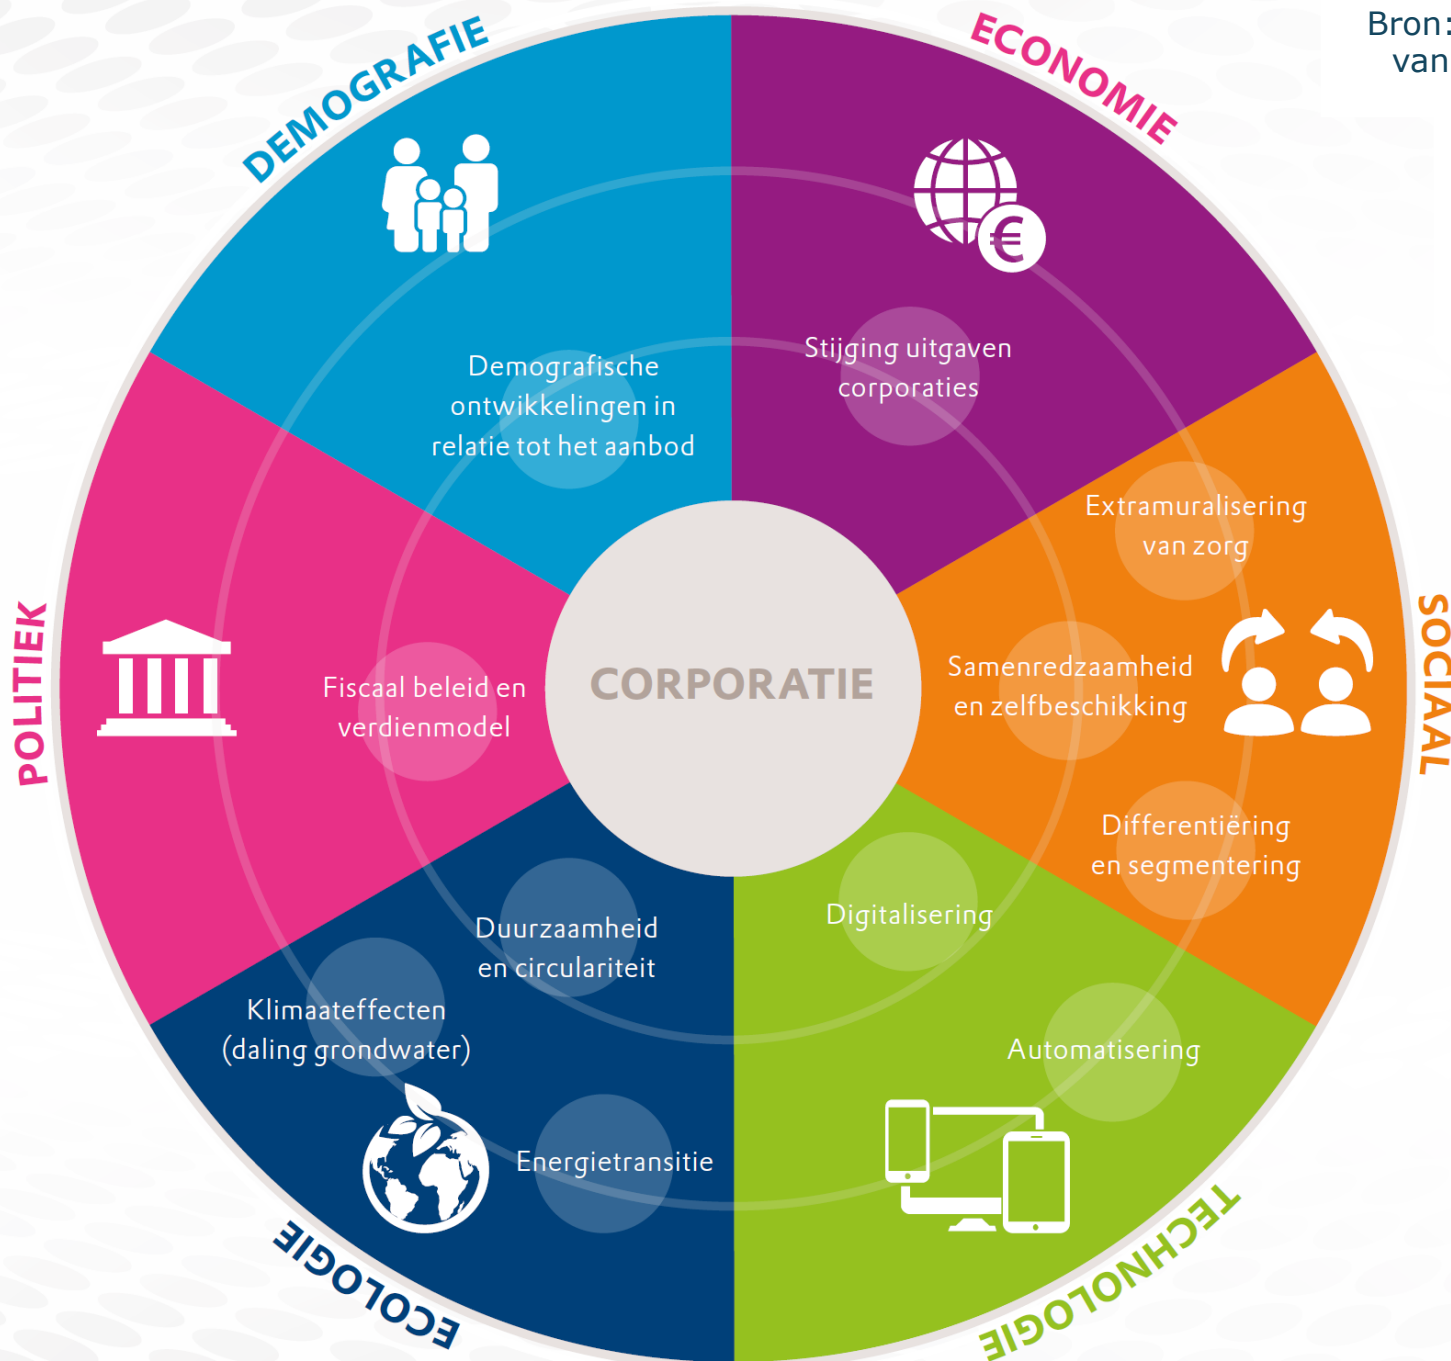 Bron:
van
DEMOGRAFIE
ECONOMIE
Demografische
ontwikkelingen in
relatie tot het aanbod
Stijging uitgaven
corporaties
Extramuralisering
van zorg
SOCIAAL
Samenredzaamheid
en zelfbeschikking
Differentiëring
en segmentering
POLITIEK
Fiscaal beleid en
verdienmodel
CORPORATIE
Duurzaamheid
en circulariteit
Klimaateffecten
(daling grondwater)
Energietransitie
ECOLOGIE
Digitalisering
Automatisering
TECHNOLOGIE